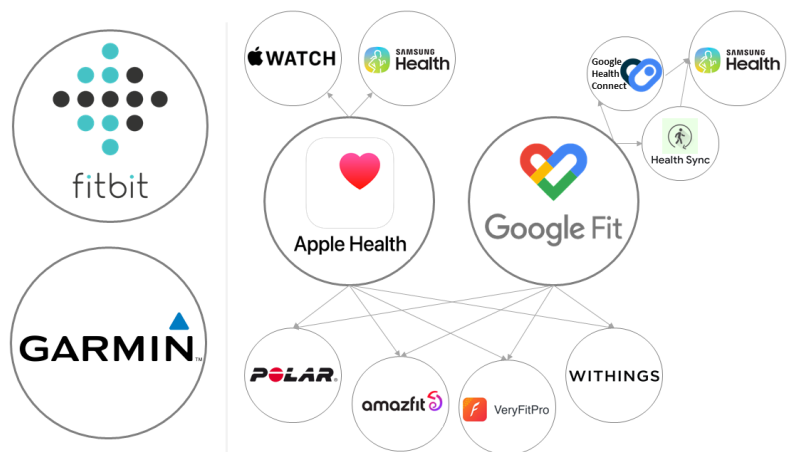 fitbit
GARMIN™
WATCH
SAMSUNG
Health
Apple Health
Google Fit
Google
Health
Connect
SAMSUNG
Health
Health Sync
POLAR®
amazfit
VeryFitPro
WITHINGS